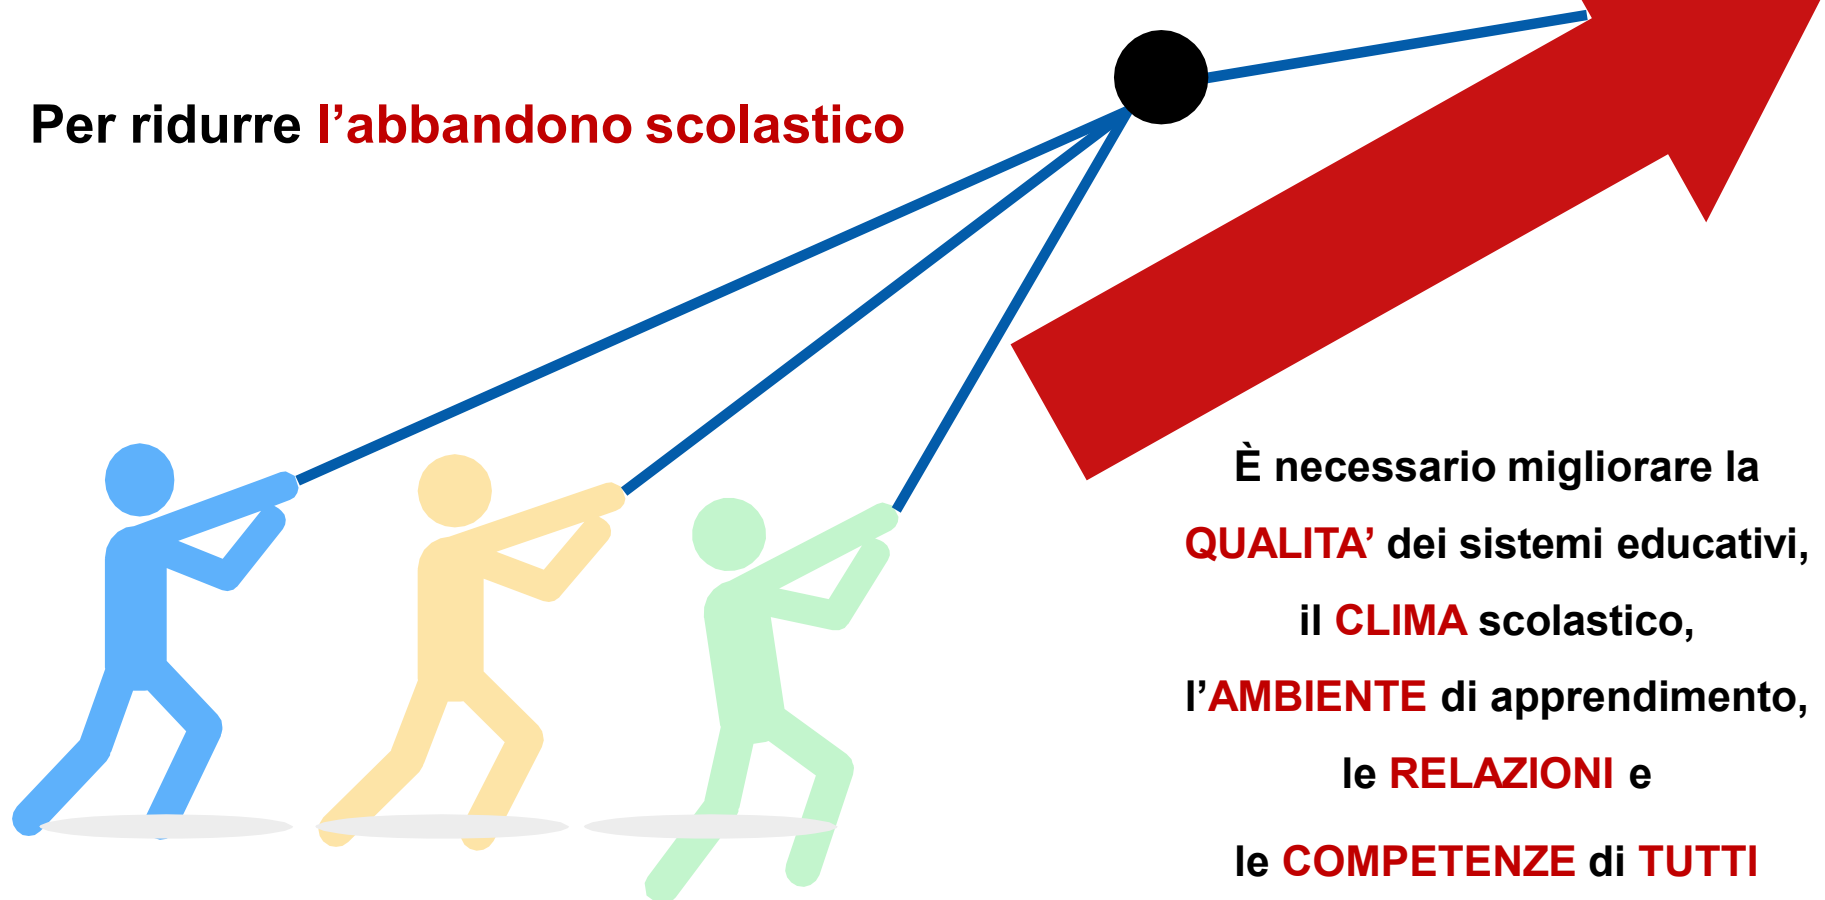 Per ridurre l’abbandono scolastico
È necessario migliorare la
QUALITA’ dei sistemi educativi,
il CLIMA scolastico,
l’AMBIENTE di apprendimento,
le RELAZIONI e
le COMPETENZE di TUTTI